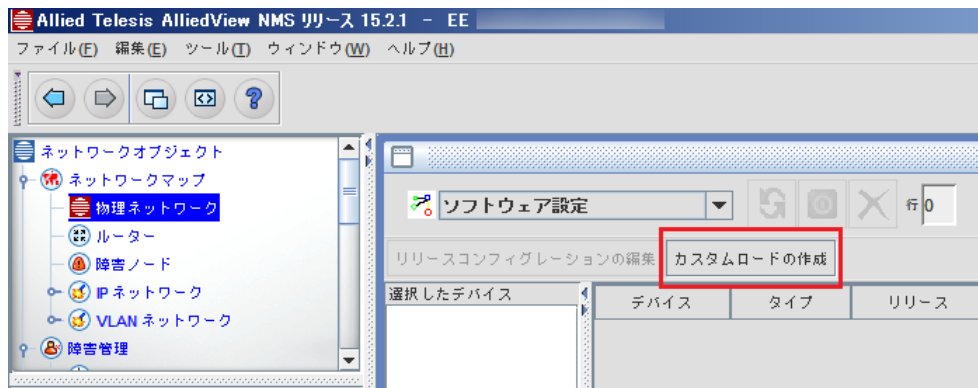 Allied Telesis AlliedView NMS リリース 15.2.1 － EE
ファイル(F) 編集(E) ツール(T) ウィンドウ(W) ヘルプ(H)
ネットワークオブジェクト
ネットワークマップ
物理ネットワーク
ルーター
障害ノード
IP ネットワーク
VLAN ネットワーク
障害管理
ソフトウェア設定
行 0
リリースコンフィグレーションの編集 カスタムロードの作成
選択したデバイス
デバイス タイプ リリース